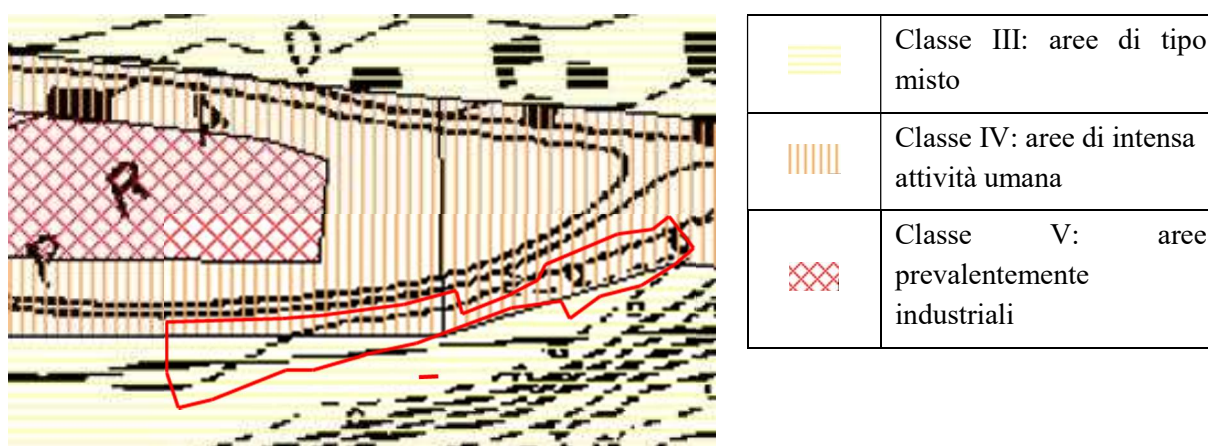 Classe III: aree di tipo
misto
Classe IV: aree di intensa
attività umana
Classe V: aree
prevalentemente
industriali